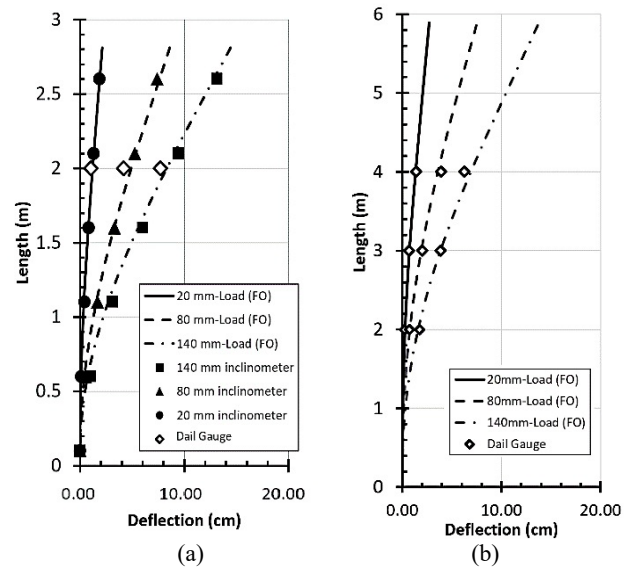 3
2.5
2
1.5
1
0.5
0
Length (m)
20 mm-Load (FO)
80 mm-Load (FO)
140 mm-Load (FO)
140 mm inclinometer
80 mm inclinometer
20 mm inclinometer
Dail Gauge
0.00 10.00 20.00
Deflection (cm)
(a)
6
5
4
3
2
1
0
Length (m)
20mm-Load (FO)
80mm-Load (FO)
140mm-Load (FO)
Dail Gauge
0.00 10.00 20.00
Deflection (cm)
(b)